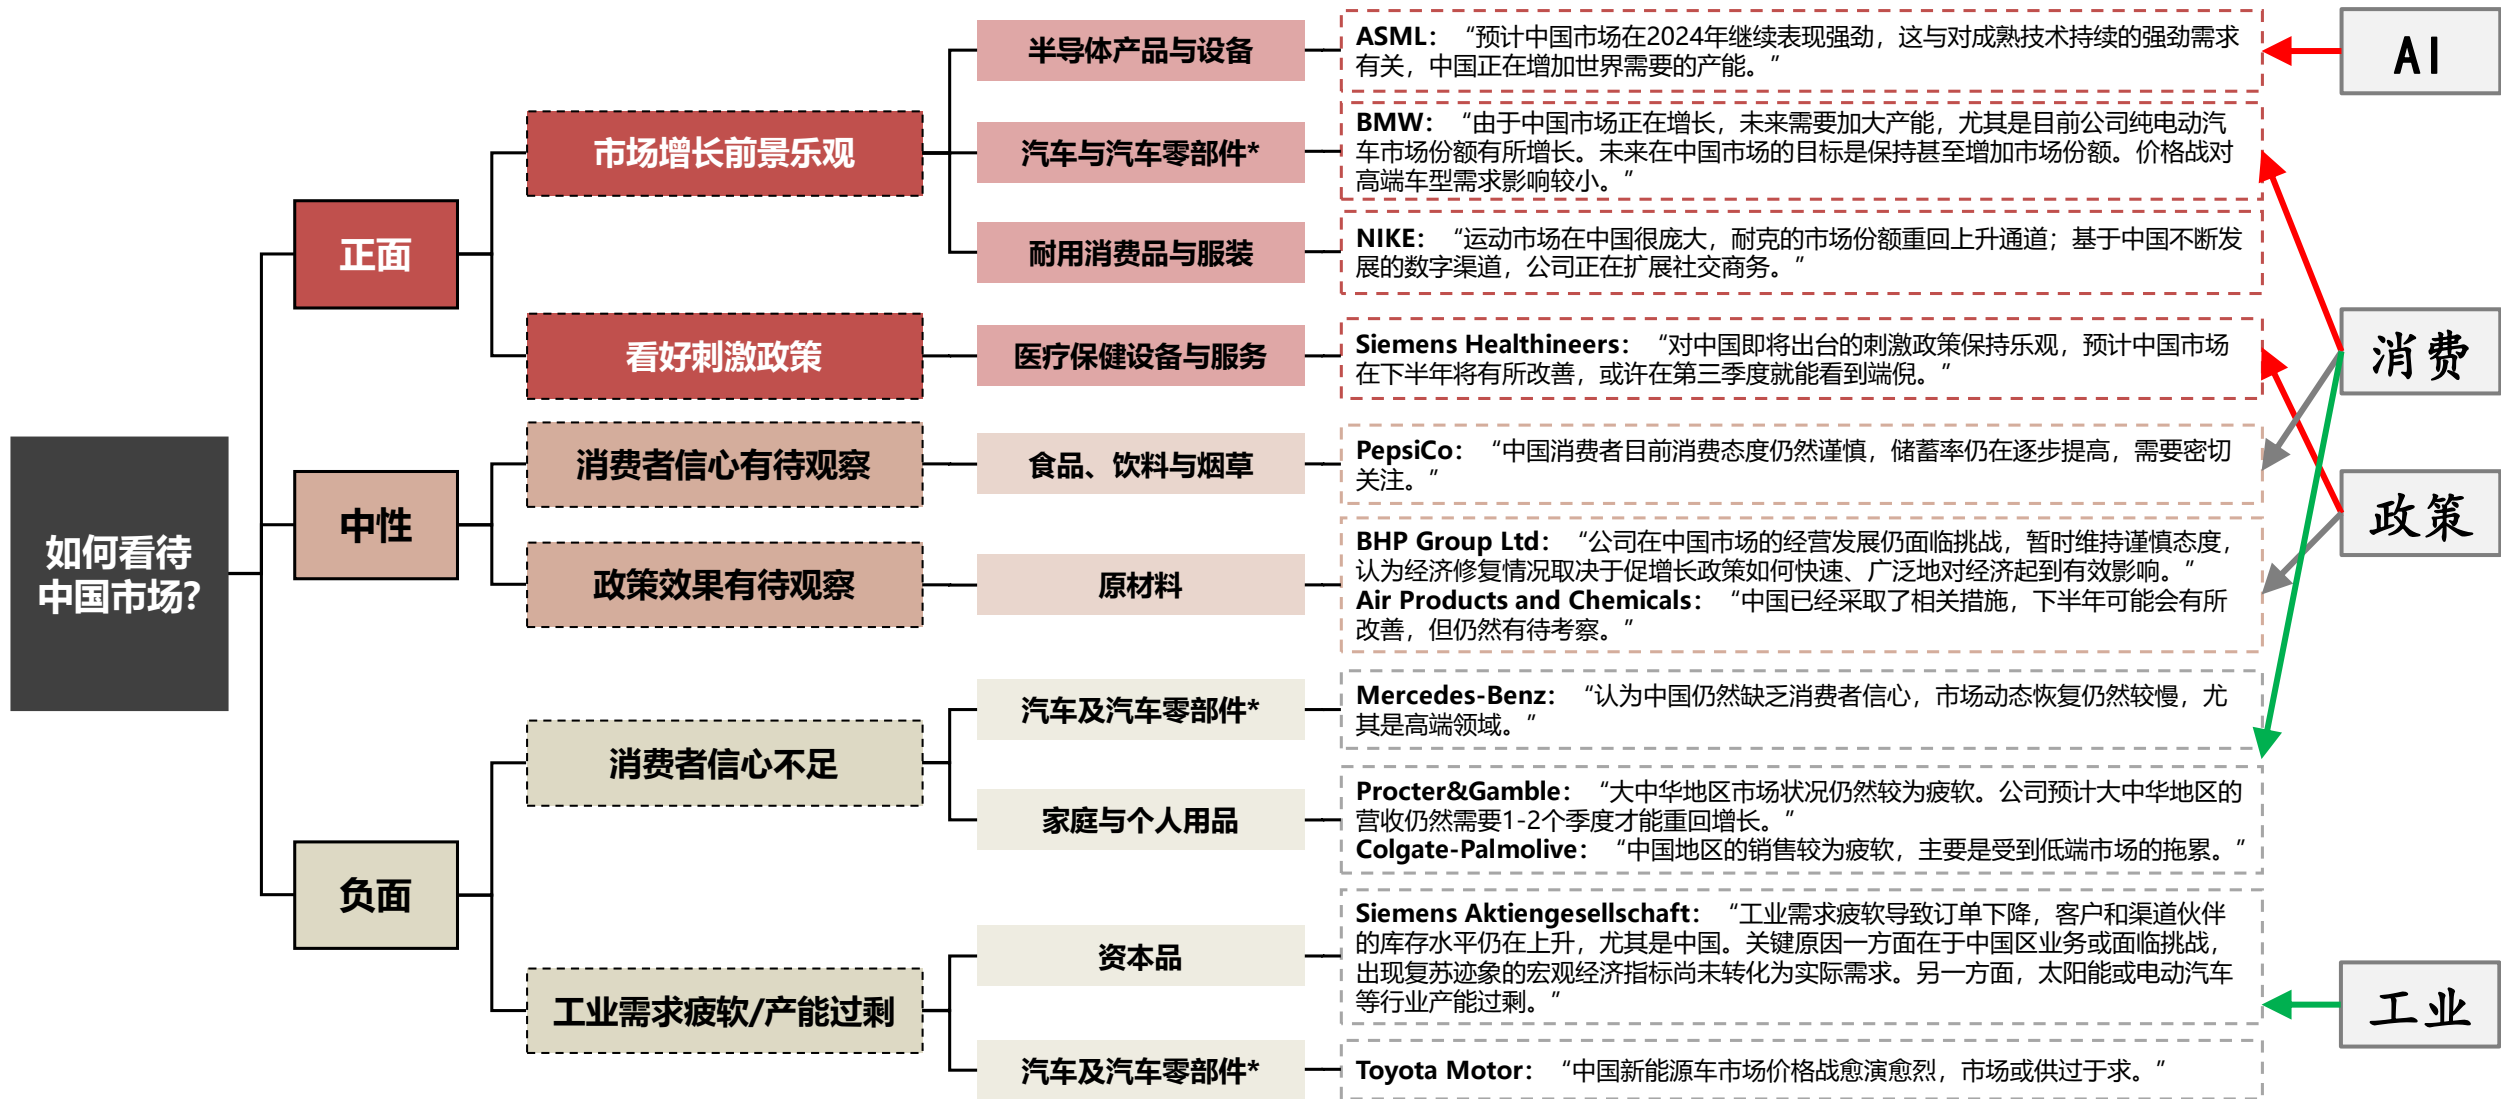 如何看待
中国市场?
正面
市场增长前景乐观
半导体产品与设备
ASML：“预计中国市场在2024年继续表现强劲，这与对成熟技术持续的强劲需求
有关，中国正在增加世界需要的产能。”
汽车与汽车零部件*
BMW：“由于中国市场正在增长，未来需要加大产能，尤其是目前公司纯电动汽
车市场份额有所增长。未来在中国市场的目标是保持甚至增加市场份额。价格战对
高端车型需求影响较小。”
耐用消费品与服装
NIKE：“运动市场在中国很庞大，耐克的市场份额重回上升通道；基于中国不断发
展的数字渠道，公司正在扩展社交商务。”
看好刺激政策
医疗保健设备与服务
Siemens Healthineers：“对中国即将出台的刺激政策保持乐观，预计中国市场
在下半年将有所改善，或许在第三季度就能看到端倪。”
中性
消费者信心有待观察
食品、饮料与烟草
PepsiCo：“中国消费者目前消费态度仍然谨慎，储蓄率仍在逐步提高，需要密切
关注。”
政策效果有待观察
原材料
BHP Group Ltd：“公司在中国市场的经营发展仍面临挑战，暂时维持谨慎态度，
认为经济修复情况取决于促增长政策如何快速、广泛地对经济起到有效影响。”
Air Products and Chemicals：“中国已经采取了相关措施，下半年可能会有所
改善，但仍然有待考察。”
负面
消费者信心不足
汽车及汽车零部件*
Mercedes-Benz：“认为中国仍然缺乏消费者信心，市场动态恢复仍然较慢，尤
其是高端领域。”
家庭与个人用品
Procter&Gamble：“大中华地区市场状况仍然较为疲软。公司预计大中华地区的
营收仍然需要1-2个季度才能重回增长。”
Colgate-Palmolive：“中国地区的销售较为疲软，主要是受到低端市场的拖累。”
工业需求疲软/产能过剩
资本品
Siemens Aktiengesellschaft：“工业需求疲软导致订单下降，客户和渠道伙伴
的库存水平仍在上升，尤其是中国。关键原因一方面在于中国区业务或面临挑战，
出现复苏迹象的宏观经济指标尚未转化为实际需求。另一方面，太阳能或电动汽车
等行业产能过剩。”
汽车及汽车零部件*
Toyota Motor：“中国新能源车市场价格战愈演愈烈，市场或供过于求。”
AI
消费
政策
工业